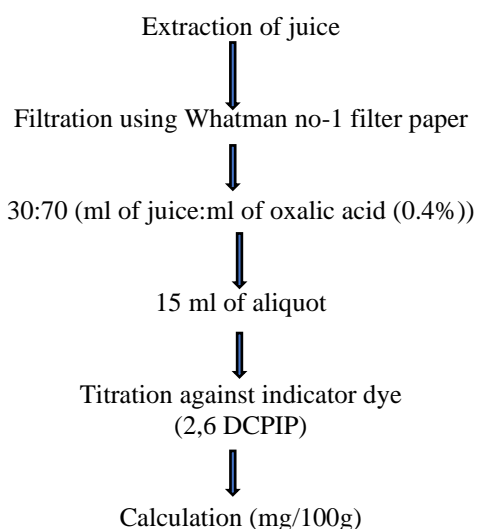 Extraction of juice
Filtration using Whatman no-1 filter paper
30:70 (ml of juice:ml of oxalic acid (0.4%))
15 ml of aliquot
Titration against indicator dye
(2,6 DCPIP)
Calculation (mg/100g)